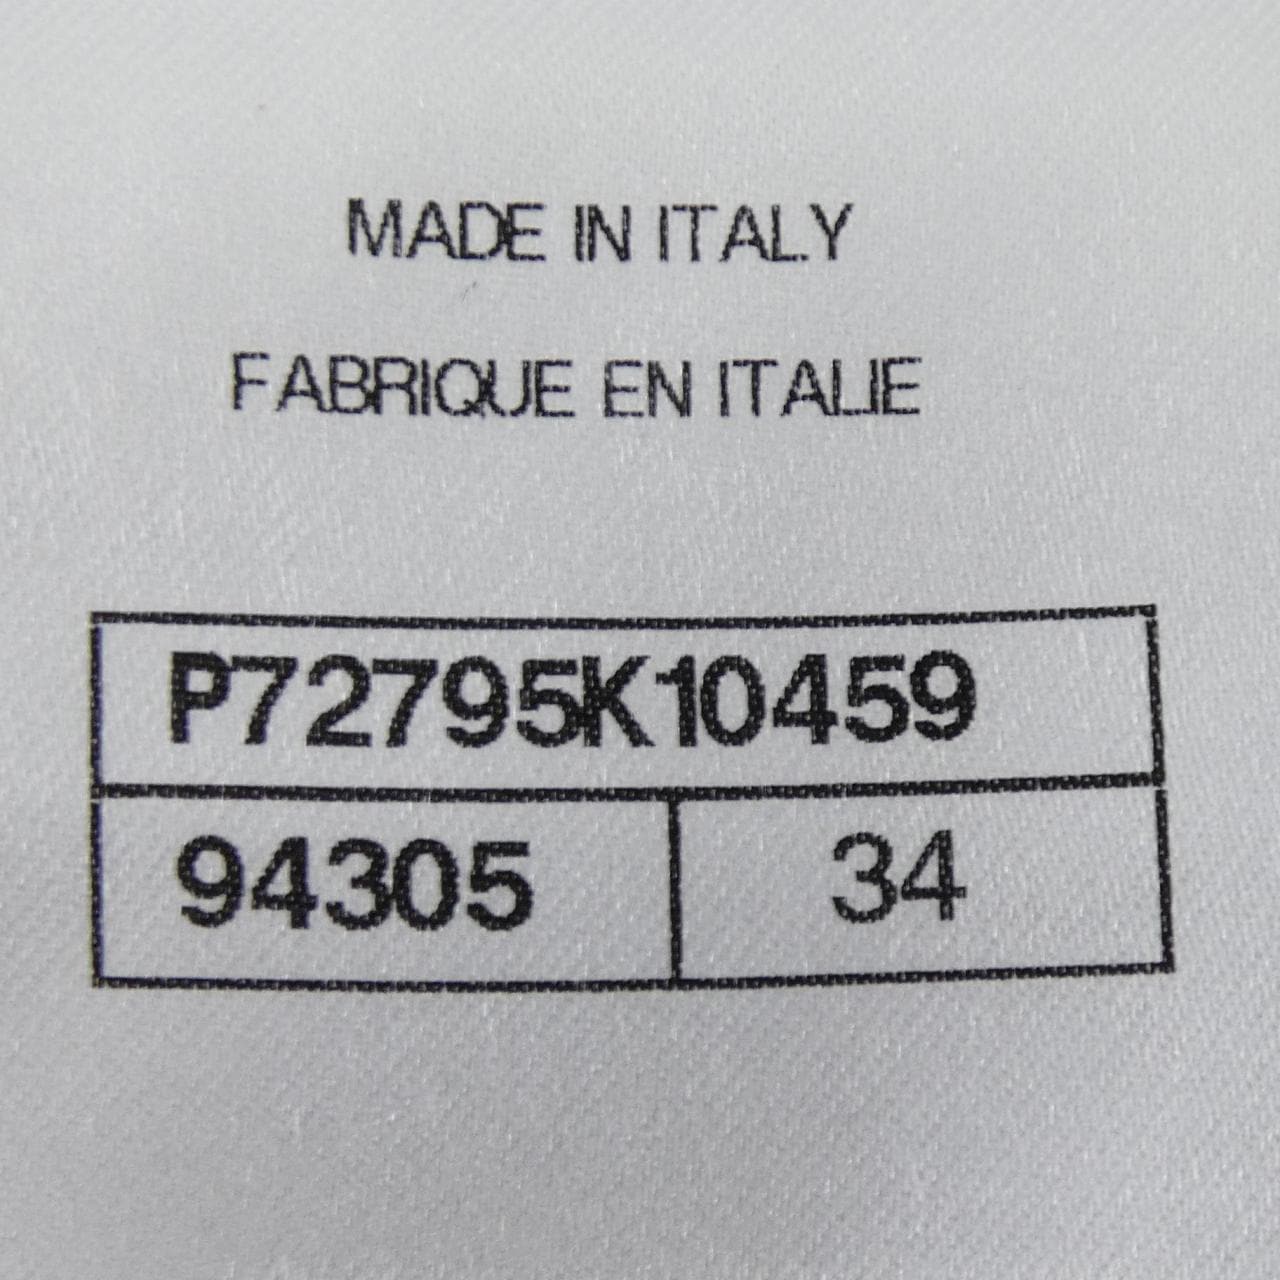 MADE IN ITALY
FABRIQUE EN ITALIE
P72795K10459
94305 34